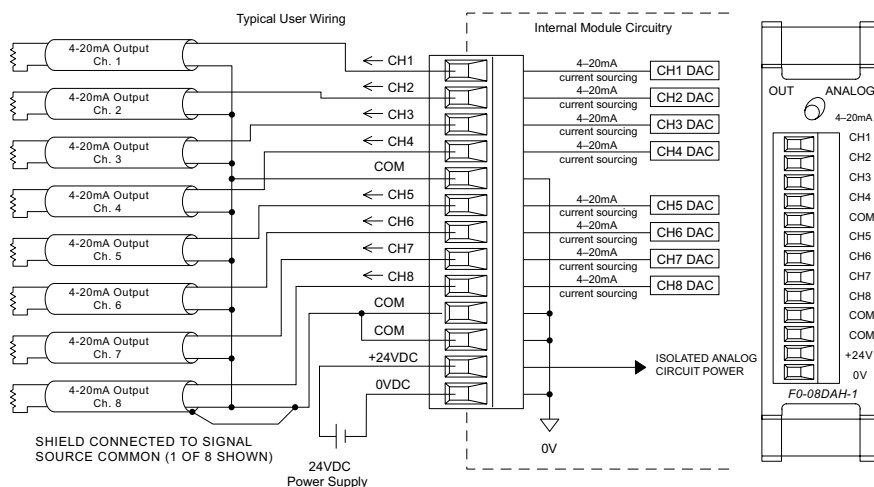 Typical User Wiring
Internal Module Circuitry
4-20mA Output
Ch. 1
4-20mA Output
Ch. 2
4-20mA Output
Ch. 3
4-20mA Output
Ch. 4
4-20mA Output
Ch. 5
4-20mA Output
Ch. 6
4-20mA Output
Ch. 7
4-20mA Output
Ch. 8
SHIELD CONNECTED TO SIGNAL
SOURCE COMMON (1 OF 8 SHOWN)
CH1
CH2
CH3
CH4
COM
CH5
CH6
CH7
CH8
COM
COM
+24VDC
0VDC
24VDC
Power Supply
4–20mA
current sourcing
CH1 DAC
4–20mA
current sourcing
CH2 DAC
4–20mA
current sourcing
CH3 DAC
4–20mA
current sourcing
CH4 DAC
4–20mA
current sourcing
CH5 DAC
4–20mA
current sourcing
CH6 DAC
4–20mA
current sourcing
CH7 DAC
4–20mA
current sourcing
CH8 DAC
ISOLATED ANALOG
CIRCUIT POWER
0V
OUT ANALOG
4–20mA
CH1
CH2
CH3
CH4
COM
CH5
CH6
CH7
CH8
COM
COM
+24V
0V
F0-08DAH-1